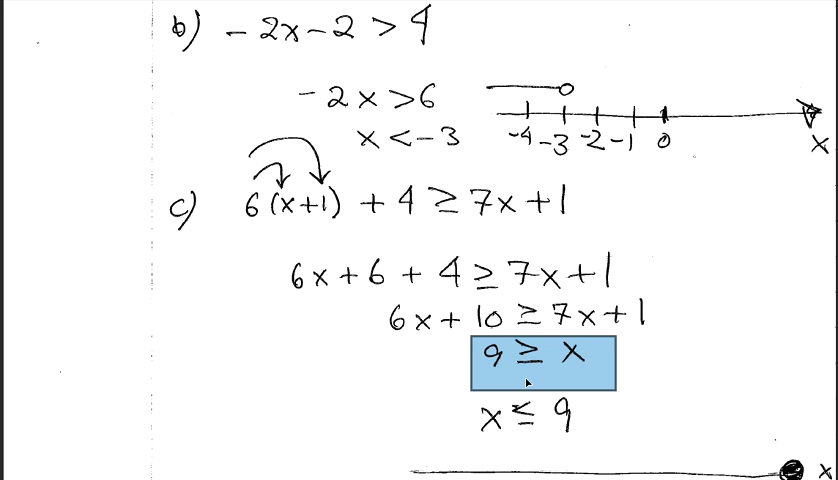 b) -2x-2 > 4
-2x > 6
x < -3
-4 -3 -2 -1 0 x
c) 6(x+1) + 4 ≥ 7x+1
6x+6 + 4 ≥ 7x+1
6x + 10 ≥ 7x+1
9 ≥ x
x ≤ 9
x